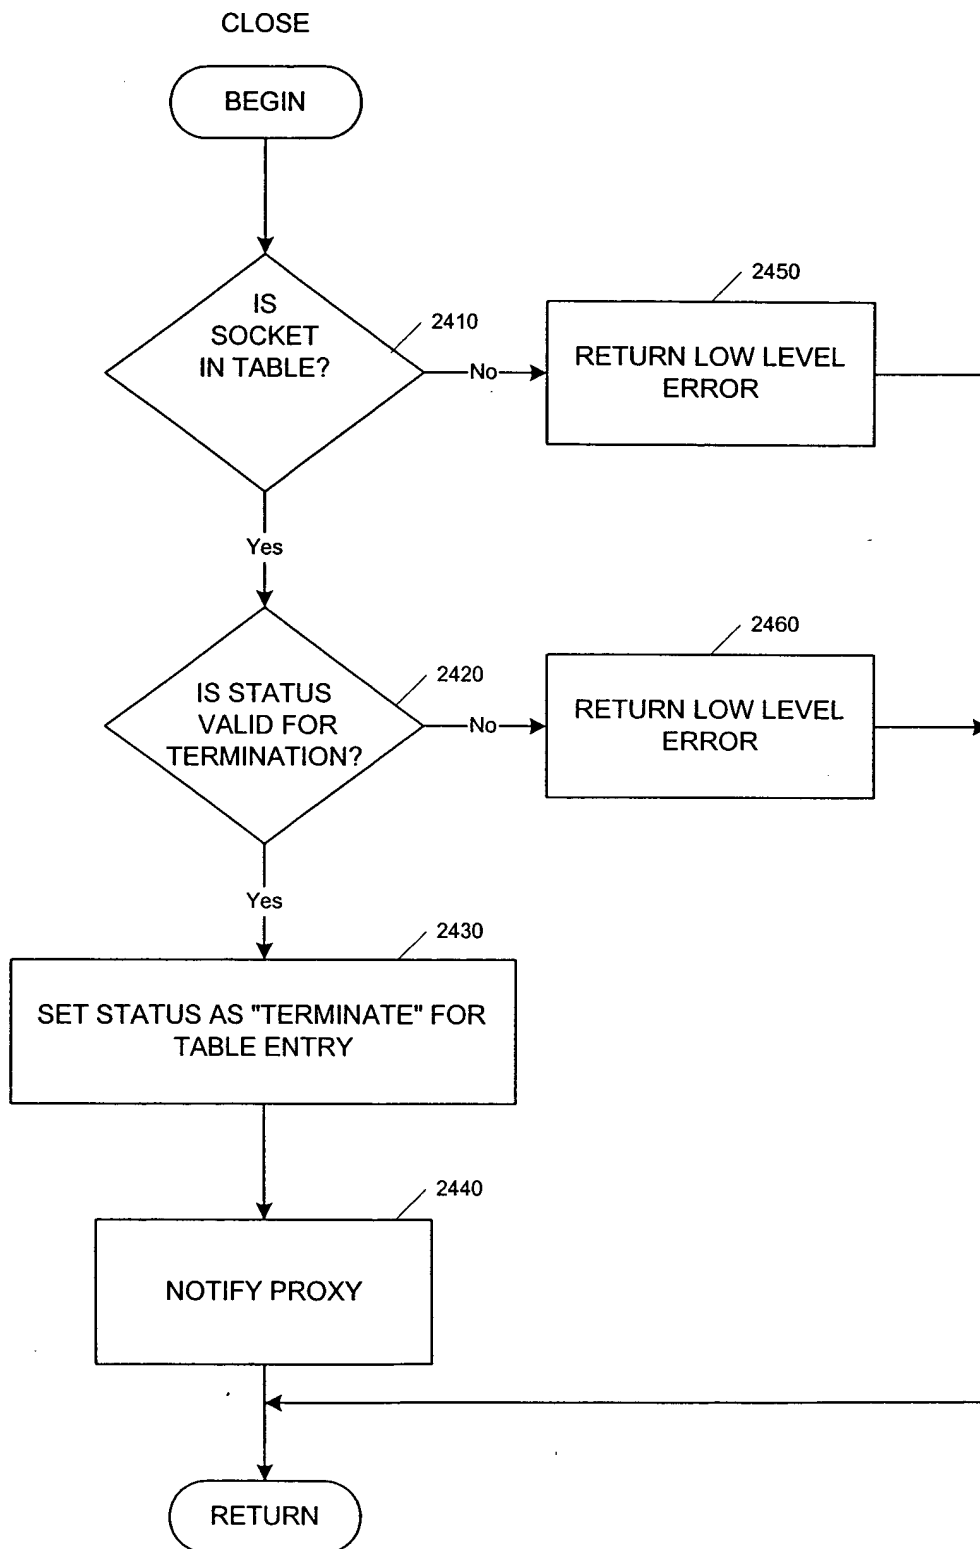 CLOSE
BEGIN
IS
SOCKET
IN TABLE?
2410
No
2450
RETURN LOW LEVEL
ERROR
Yes
IS STATUS
VALID FOR
TERMINATION?
2420
No
2460
RETURN LOW LEVEL
ERROR
Yes
2430
SET STATUS AS "TERMINATE" FOR
TABLE ENTRY
2440
NOTIFY PROXY
RETURN